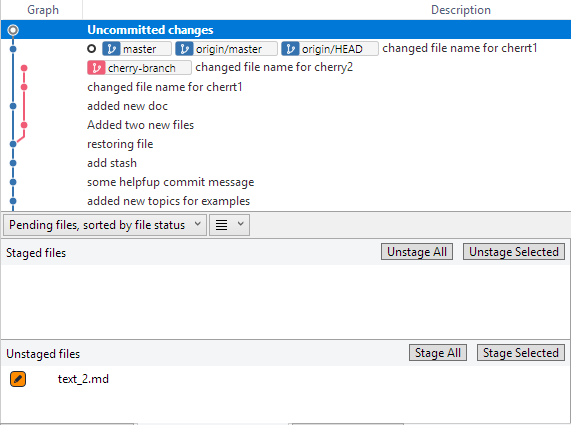 Graph Description
Uncommitted changes
master origin/master origin/HEAD changed file name for cherrt1
cherry-branch changed file name for cherry2
changed file name for cherrt1
added new doc
Added two new files
restoring file
add stash
some helpfup commit message
added new topics for examples
Pending files, sorted by file status
Staged files Unstage All Unstage Selected
Unstaged files Stage All Stage Selected
text_2.md